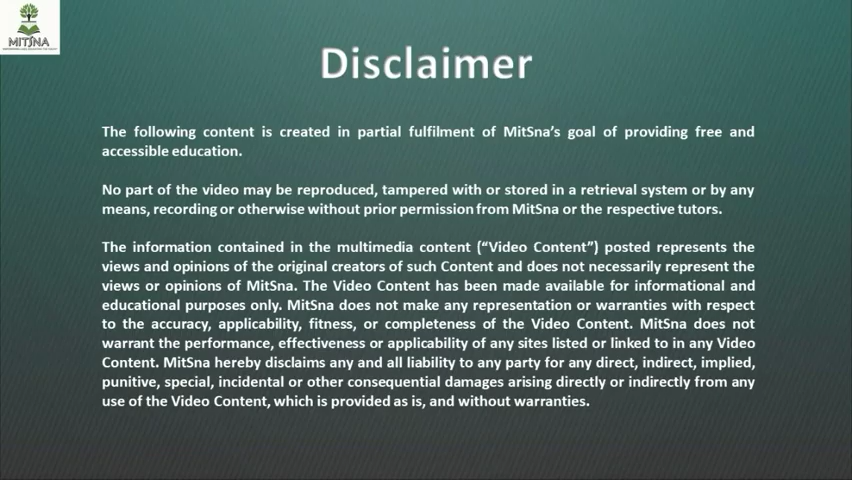 MITSNA
Disclaimer
The following content is created in partial fulfilment of MitSna's goal of providing free and
accessible education.
No part of the video may be reproduced, tampered with or stored in a retrieval system or by any
means, recording or otherwise without prior permission from MitSna or the respective tutors.
The information contained in the multimedia content (“Video Content”) posted represents the
views and opinions of the original creators of such Content and does not necessarily represent the
views or opinions of MitSna. The Video Content has been made available for informational and
educational purposes only. MitSna does not make any representation or warranties with respect
to the accuracy, applicability, fitness, or completeness of the Video Content. MitSna does not
warrant the performance, effectiveness or applicability of any sites listed or linked to in any Video
Content. MitSna hereby disclaims any and all liability to any party for any direct, indirect, implied,
punitive, special, incidental or other consequential damages arising directly or indirectly from any
use of the Video Content, which is provided as is, and without warranties.